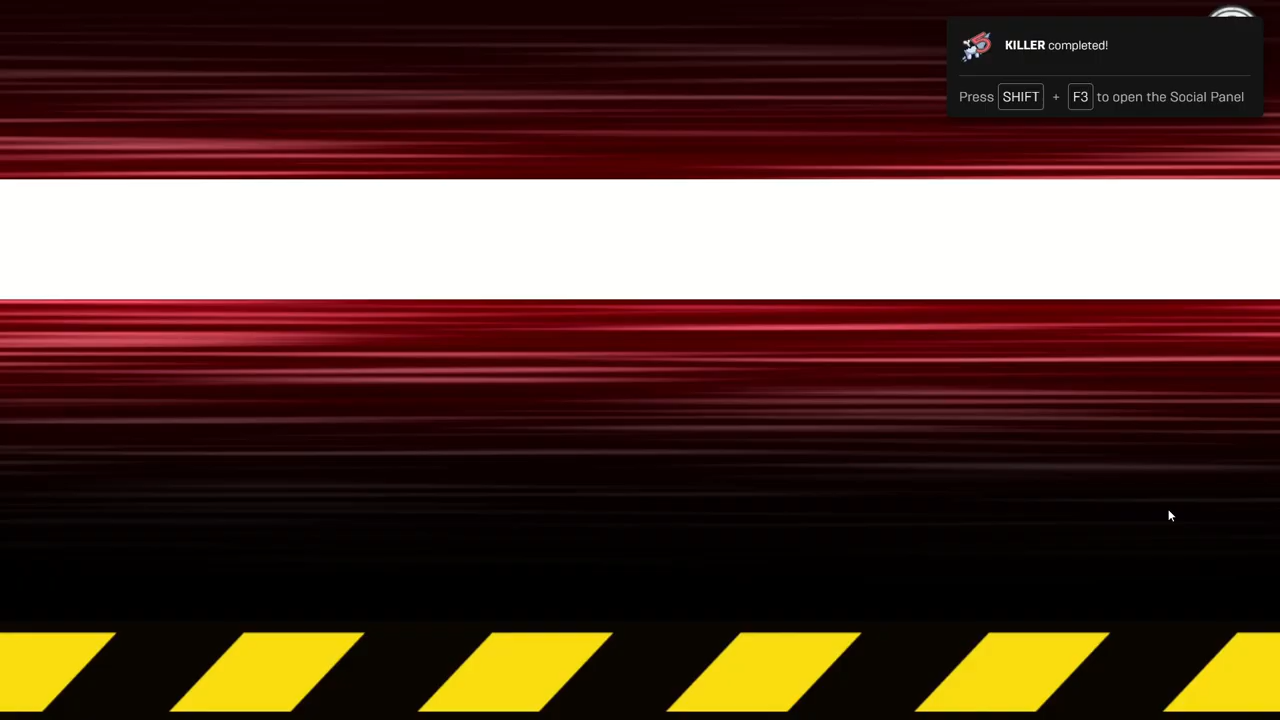 KILLER completed!
Press SHIFT + F3 to open the Social Panel